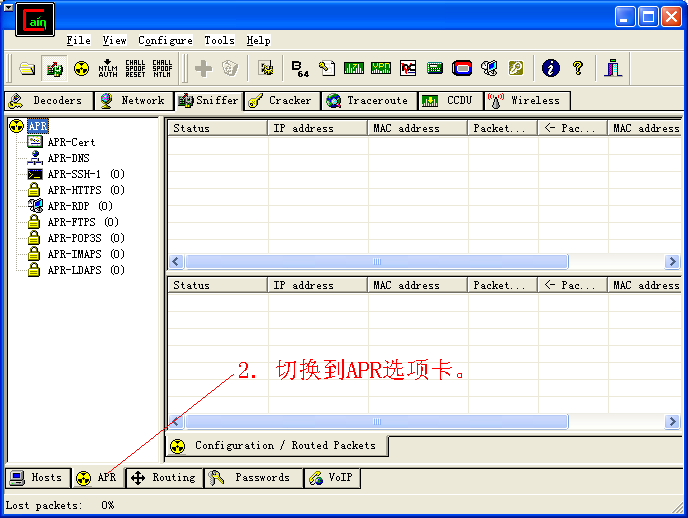 Cain
File View Configure Tools Help
NTLM AUTH CHALL SPOOF RESET CHALL SPOOF NTLM B64
Decoders Network Sniffer Cracker Traceroute CCDU Wireless
APR
APR-Cert
APR-DNS
APR-SSH-1 (0)
APR-HTTPS (0)
APR-RDP (0)
APR-FTPS (0)
APR-POP3S (0)
APR-IMAPS (0)
APR-LDAPS (0)
Status IP address MAC address Packet... <- Pac... MAC address
Status IP address MAC address Packet... <- Pac... MAC address
2. 切换到APR选项卡。
Configuration / Routed Packets
Hosts APR Routing Passwords VoIP
Lost packets: 0%